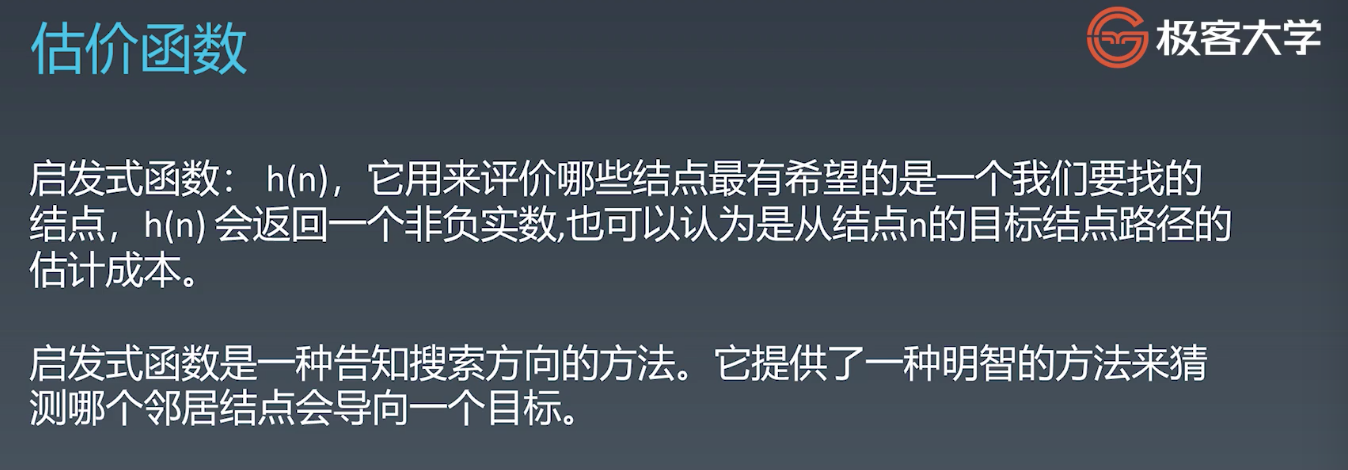 估价函数
极客大学
启发式函数： h(n)，它用来评价哪些结点最有希望的是一个我们要找的
结点，h(n) 会返回一个非负实数,也可以认为是从结点n的目标结点路径的
估计成本。
启发式函数是一种告知搜索方向的方法。它提供了一种明智的方法来猜
测哪个邻居结点会导向一个目标。